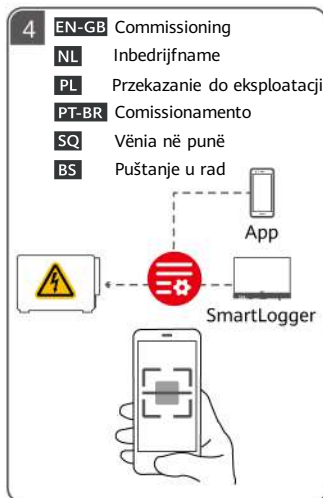 4 EN-GB Commissioning
NL Inbedrijfname
PL Przekazanie do eksploatacji
PT-BR Comissionamento
SQ Vënia në punë
BS Puštanje u rad
App
SmartLogger